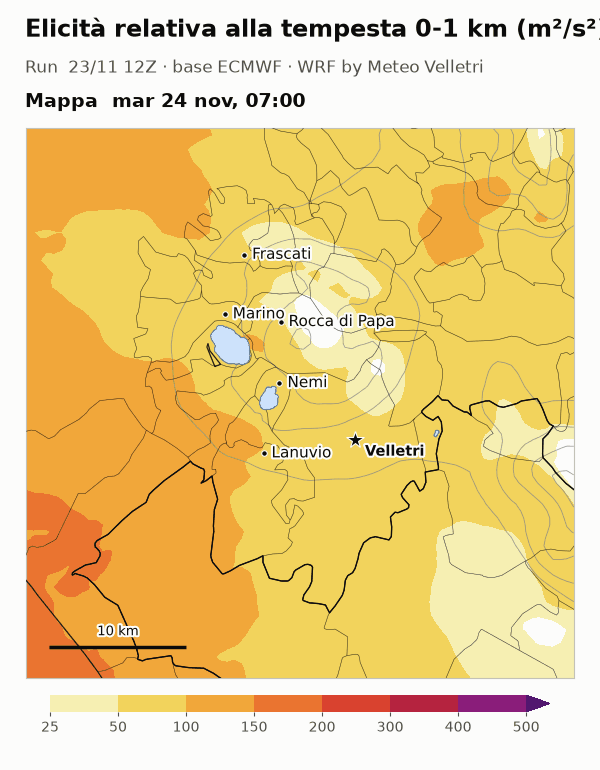 Elicità relativa alla tempesta 0-1 km (m²/s²)
Run  23/11 12Z · base ECMWF · WRF by Meteo Velletri
Mappa  mar 24 nov, 07:00
Frascati
Marino
Rocca di Papa
Nemi
Velletri
Lanuvio
10 km
25 50 100 150 200 300 400 500